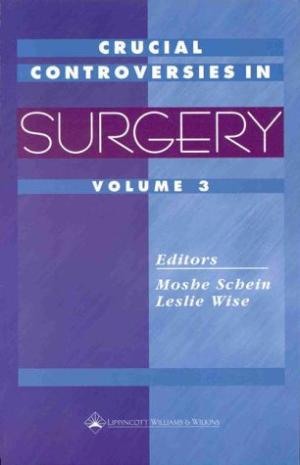 CRUCIAL
CONTROVERSIES IN
SURGERY
VOLUME 3
Editors
Moshe Schein
Leslie Wise
LIPPINCOTT WILLIAMS & WILKINS